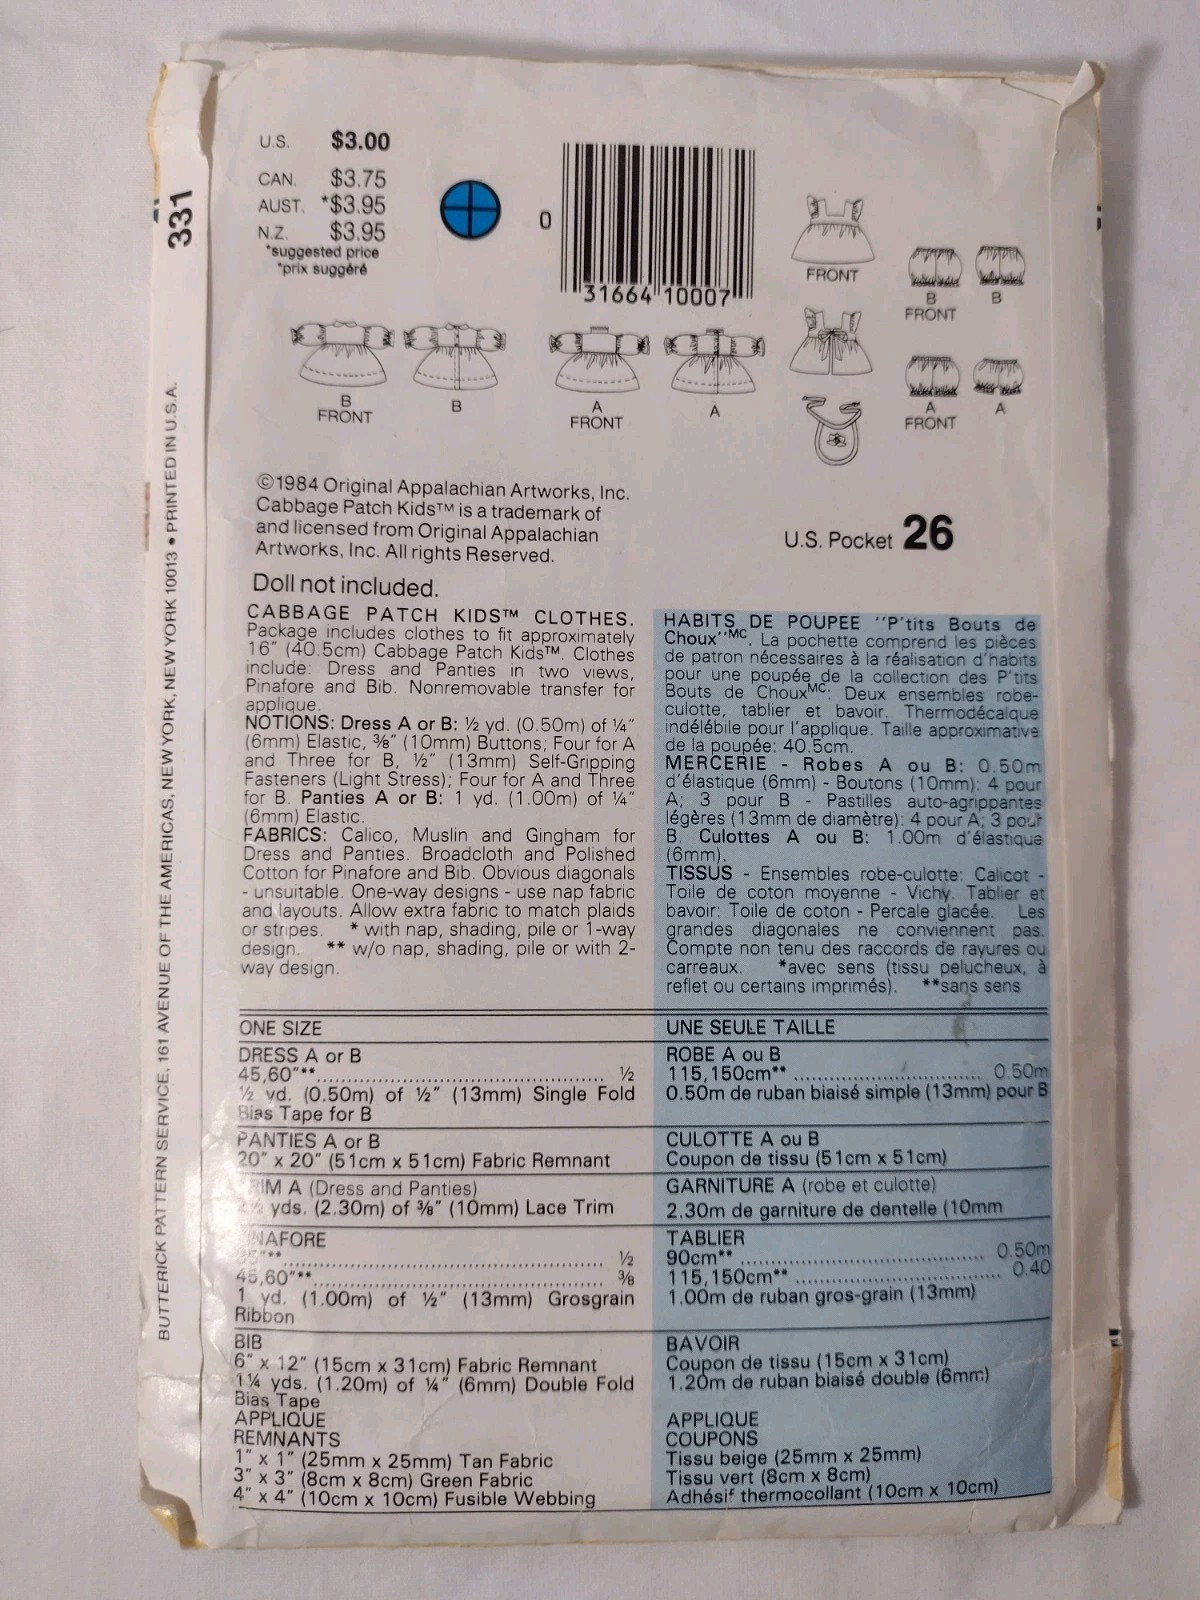 U.S. $3.00
CAN. $3.75
AUST. *$3.95
N.Z. $3.95
*suggested price
*prix suggéré
0
31664 10007
FRONT
B
FRONT
B
B
FRONT
B
A
FRONT
A
A
FRONT
A
331
BUTTERICK PATTERN SERVICE, 161 AVENUE OF THE AMERICAS, NEW YORK, NEW YORK 10013 • PRINTED IN U.S.A.
©1984 Original Appalachian Artworks, Inc.
Cabbage Patch Kids™ is a trademark of
and licensed from Original Appalachian
Artworks, Inc. All rights Reserved.
U.S. Pocket 26
Doll not included.
CABBAGE PATCH KIDS™ CLOTHES.
Package includes clothes to fit approximately
16" (40.5cm) Cabbage Patch Kids™. Clothes
include: Dress and Panties in two views,
Pinafore and Bib. Nonremovable transfer for
applique.
NOTIONS: Dress A or B: ½ yd. (0.50m) of ¼"
(6mm) Elastic, ⅜" (10mm) Buttons; Four for A
and Three for B, ½" (13mm) Self-Gripping
Fasteners (Light Stress); Four for A and Three
for B. Panties A or B: 1 yd. (1.00m) of ¼"
(6mm) Elastic.
FABRICS: Calico, Muslin and Gingham for
Dress and Panties. Broadcloth and Polished
Cotton for Pinafore and Bib. Obvious diagonals
- unsuitable. One-way designs - use nap fabric
and layouts. Allow extra fabric to match plaids
or stripes. * with nap, shading, pile or 1-way
design. ** w/o nap, shading, pile or with 2-
way design.
HABITS DE POUPEE "P'tits Bouts de
Choux"MC. La pochette comprend les pièces
de patron nécessaires à la réalisation d'habits
pour une poupée de la collection des P'tits
Bouts de ChouxMC: Deux ensembles robe-
culotte, tablier et bavoir. Thermodécalque
indélébile pour l'applique. Taille approximative
de la poupée: 40.5cm.
MERCERIE - Robes A ou B: 0.50m
d'élastique (6mm) - Boutons (10mm): 4 pour
A; 3 pour B - Pastilles auto-agrippantes
légères (13mm de diamètre): 4 pour A; 3 pour
B. Culottes A ou B: 1.00m d'élastique
(6mm).
TISSUS - Ensembles robe-culotte: Calicot -
Toile de coton moyenne - Vichy. Tablier et
bavoir: Toile de coton - Percale glacée. Les
grandes diagonales ne conviennent pas.
Compte non tenu des raccords de rayures ou
carreaux. *avec sens (tissu pelucheux, à
reflet ou certains imprimés). **sans sens
ONE SIZE
DRESS A or B
45,60"** ½
½ yd. (0.50m) of ½" (13mm) Single Fold
Bias Tape for B
PANTIES A or B
20" x 20" (51cm x 51cm) Fabric Remnant
RIM A (Dress and Panties)
yds. (2.30m) of ⅜" (10mm) Lace Trim
NAFORE
"** ½
45,60"** ⅜
1 yd. (1.00m) of ½" (13mm) Grosgrain
Ribbon
BIB
6" x 12" (15cm x 31cm) Fabric Remnant
1¼ yds. (1.20m) of ¼" (6mm) Double Fold
Bias Tape
APPLIQUE
REMNANTS
1" x 1" (25mm x 25mm) Tan Fabric
3" x 3" (8cm x 8cm) Green Fabric
4" x 4" (10cm x 10cm) Fusible Webbing
UNE SEULE TAILLE
ROBE A ou B
115,150cm** 0.50m
0.50m de ruban biaisé simple (13mm) pour B
CULOTTE A ou B
Coupon de tissu (51cm x 51cm)
GARNITURE A (robe et culotte)
2.30m de garniture de dentelle (10mm
TABLIER
90cm** 0.50m
115,150cm** 0.40
1.00m de ruban gros-grain (13mm)
BAVOIR
Coupon de tissu (15cm x 31cm)
1.20m de ruban biaisé double (6mm)
APPLIQUE
COUPONS
Tissu beige (25mm x 25mm)
Tissu vert (8cm x 8cm)
Adhésif thermocollant (10cm x 10cm)